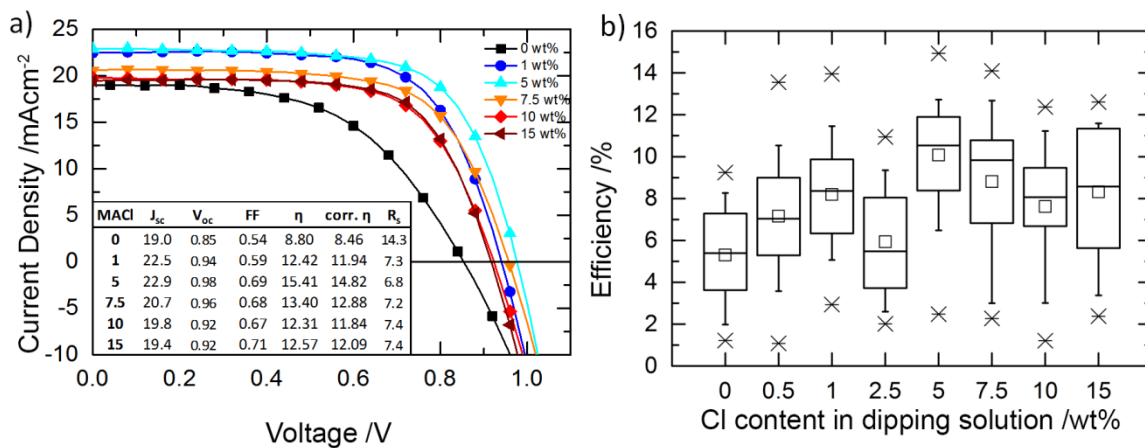 a)
25
20
15
10
5
0
-5
-10
Current Density /mAcm-2
0 wt%
1 wt%
5 wt%
7.5 wt%
10 wt%
15 wt%
MACl Jsc Voc FF η corr. η Rs
0 19.0 0.85 0.54 8.80 8.46 14.3
1 22.5 0.94 0.59 12.42 11.94 7.3
5 22.9 0.98 0.69 15.41 14.82 6.8
7.5 20.7 0.96 0.68 13.40 12.88 7.2
10 19.8 0.92 0.67 12.31 11.84 7.4
15 19.4 0.92 0.71 12.57 12.09 7.4
0.0 0.2 0.4 0.6 0.8 1.0
Voltage /V
b)
16
14
12
10
8
6
4
2
0
Efficiency /%
0 0.5 1 2.5 5 7.5 10 15
Cl content in dipping solution /wt%